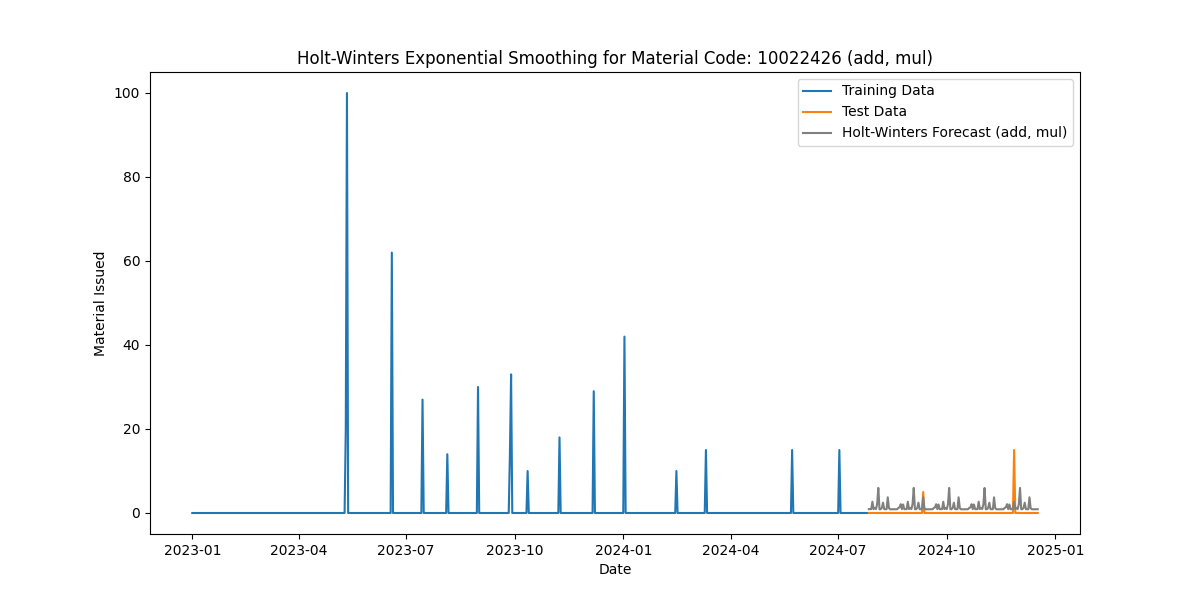 Holt-Winters Exponential Smoothing for Material Code: 10022426 (add, mul)
Training Data
Test Data
Holt-Winters Forecast (add, mul)
Material Issued
100
80
60
40
20
0
2023-01 2023-04 2023-07 2023-10 2024-01 2024-04 2024-07 2024-10 2025-01
Date